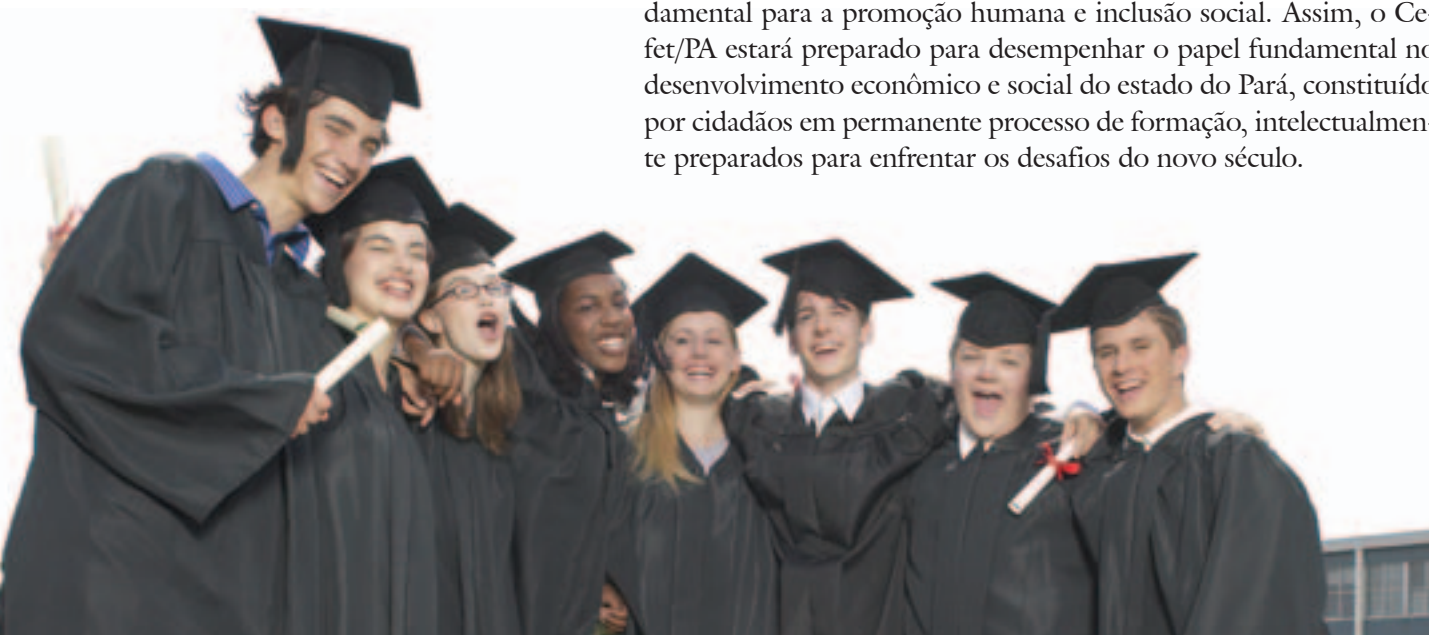 damental para a promoção humana e inclusão social. Assim, o Ce-
fet/PA estará preparado para desempenhar o papel fundamental no
desenvolvimento econômico e social do estado do Pará, constituído
por cidadãos em permanente processo de formação, intelectualmen-
te preparados para enfrentar os desafios do novo século.